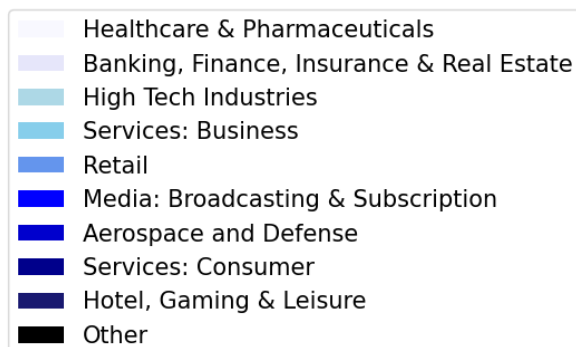 Healthcare & Pharmaceuticals
Banking, Finance, Insurance & Real Estate
High Tech Industries
Services: Business
Retail
Media: Broadcasting & Subscription
Aerospace and Defense
Services: Consumer
Hotel, Gaming & Leisure
Other